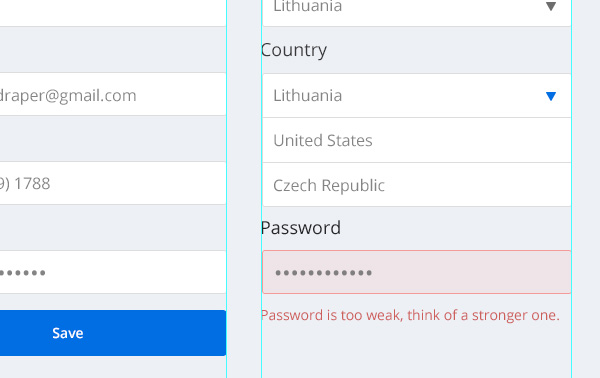 draper@gmail.com
9) 1788
••••••
Save
Lithuania
Country
Lithuania
United States
Czech Republic
Password
••••••••••••
Password is too weak, think of a stronger one.